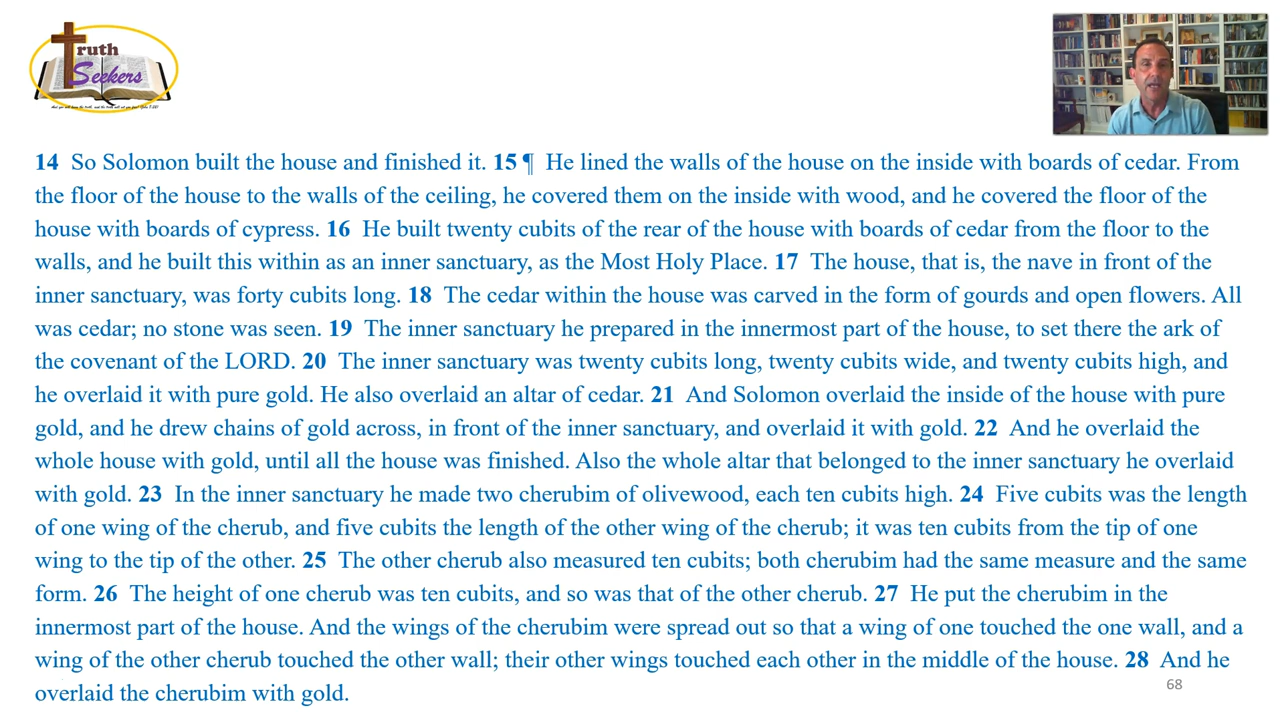 Truth
Seekers
14 So Solomon built the house and finished it. 15 ¶ He lined the walls of the house on the inside with boards of cedar. From
the floor of the house to the walls of the ceiling, he covered them on the inside with wood, and he covered the floor of the
house with boards of cypress. 16 He built twenty cubits of the rear of the house with boards of cedar from the floor to the
walls, and he built this within as an inner sanctuary, as the Most Holy Place. 17 The house, that is, the nave in front of the
inner sanctuary, was forty cubits long. 18 The cedar within the house was carved in the form of gourds and open flowers. All
was cedar; no stone was seen. 19 The inner sanctuary he prepared in the innermost part of the house, to set there the ark of
the covenant of the LORD. 20 The inner sanctuary was twenty cubits long, twenty cubits wide, and twenty cubits high, and
he overlaid it with pure gold. He also overlaid an altar of cedar. 21 And Solomon overlaid the inside of the house with pure
gold, and he drew chains of gold across, in front of the inner sanctuary, and overlaid it with gold. 22 And he overlaid the
whole house with gold, until all the house was finished. Also the whole altar that belonged to the inner sanctuary he overlaid
with gold. 23 In the inner sanctuary he made two cherubim of olivewood, each ten cubits high. 24 Five cubits was the length
of one wing of the cherub, and five cubits the length of the other wing of the cherub; it was ten cubits from the tip of one
wing to the tip of the other. 25 The other cherub also measured ten cubits; both cherubim had the same measure and the same
form. 26 The height of one cherub was ten cubits, and so was that of the other cherub. 27 He put the cherubim in the
innermost part of the house. And the wings of the cherubim were spread out so that a wing of one touched the one wall, and a
wing of the other cherub touched the other wall; their other wings touched each other in the middle of the house. 28 And he
overlaid the cherubim with gold.
68